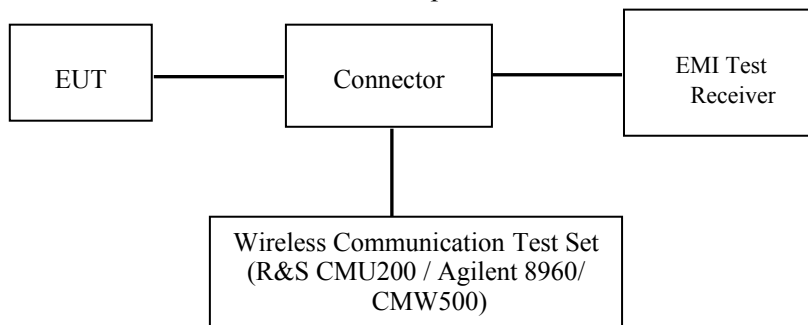 EUT
Connector
EMI Test
Receiver
Wireless Communication Test Set
(R&S CMU200 / Agilent 8960/
CMW500)